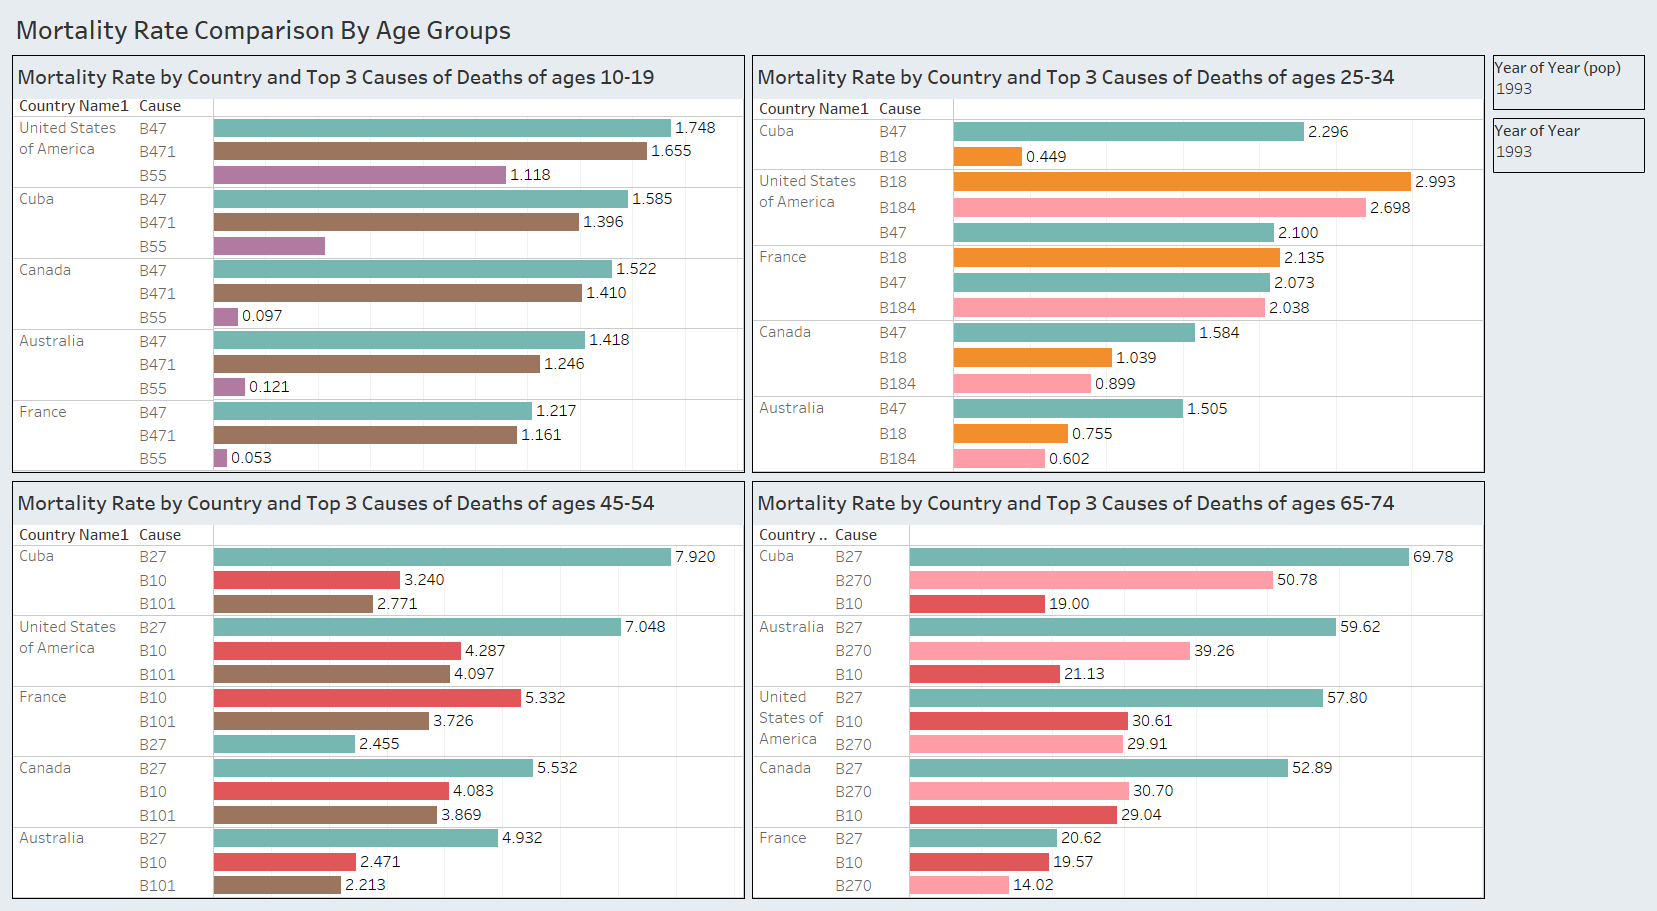 Mortality Rate Comparison By Age Groups
Mortality Rate by Country and Top 3 Causes of Deaths of ages 10-19
Country Name1 Cause
United States of America B47 1.748
B471 1.655
B55 1.118
Cuba B47 1.585
B471 1.396
B55
Canada B47 1.522
B471 1.410
B55 0.097
Australia B47 1.418
B471 1.246
B55 0.121
France B47 1.217
B471 1.161
B55 0.053
Mortality Rate by Country and Top 3 Causes of Deaths of ages 25-34
Country Name1 Cause
Cuba B47 2.296
B18 0.449
United States of America B18 2.993
B184 2.698
B47 2.100
France B18 2.135
B47 2.073
B184 2.038
Canada B47 1.584
B18 1.039
B184 0.899
Australia B47 1.505
B18 0.755
B184 0.602
Year of Year (pop)
1993
Year of Year
1993
Mortality Rate by Country and Top 3 Causes of Deaths of ages 45-54
Country Name1 Cause
Cuba B27 7.920
B10 3.240
B101 2.771
United States of America B27 7.048
B10 4.287
B101 4.097
France B10 5.332
B101 3.726
B27 2.455
Canada B27 5.532
B10 4.083
B101 3.869
Australia B27 4.932
B10 2.471
B101 2.213
Mortality Rate by Country and Top 3 Causes of Deaths of ages 65-74
Country .. Cause
Cuba B27 69.78
B270 50.78
B10 19.00
Australia B27 59.62
B270 39.26
B10 21.13
United States of America B27 57.80
B10 30.61
B270 29.91
Canada B27 52.89
B270 30.70
B10 29.04
France B27 20.62
B10 19.57
B270 14.02